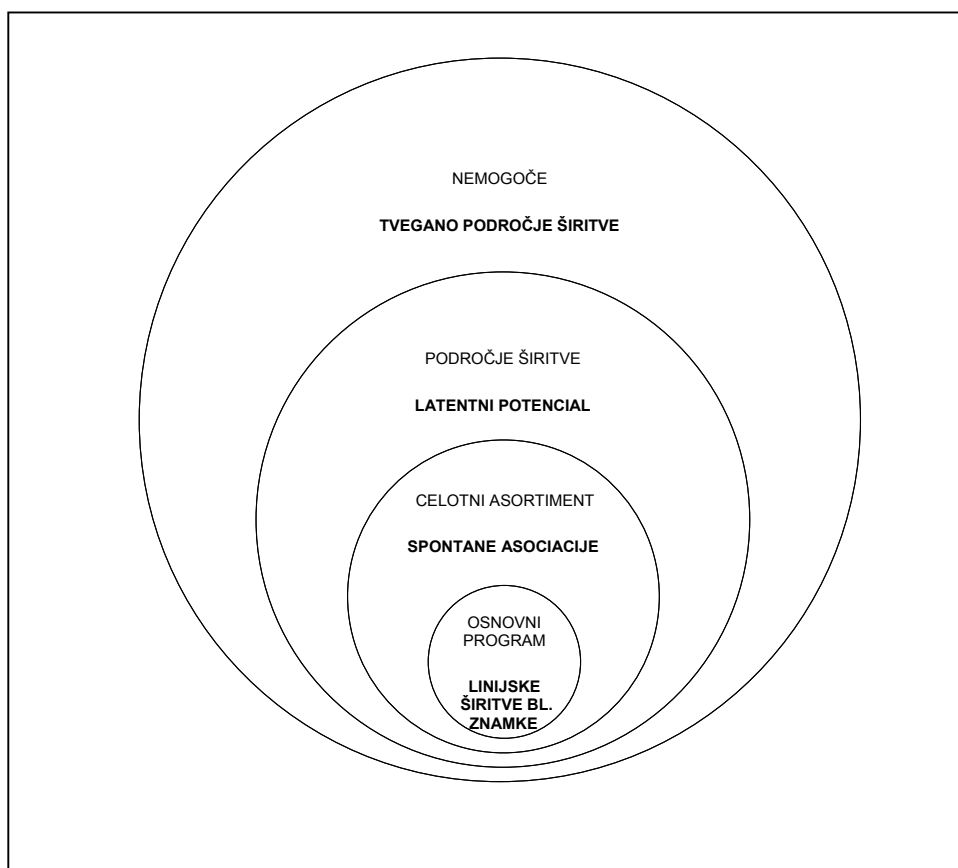 NEMOGOČE
TVEGANO PODROČJE ŠIRITVE
PODROČJE ŠIRITVE
LATENTNI POTENCIAL
CELOTNI ASORTIMENT
SPONTANE ASOCIACIJE
OSNOVNI
PROGRAM
LINIJSKE
ŠIRITVE BL.
ZNAMKE